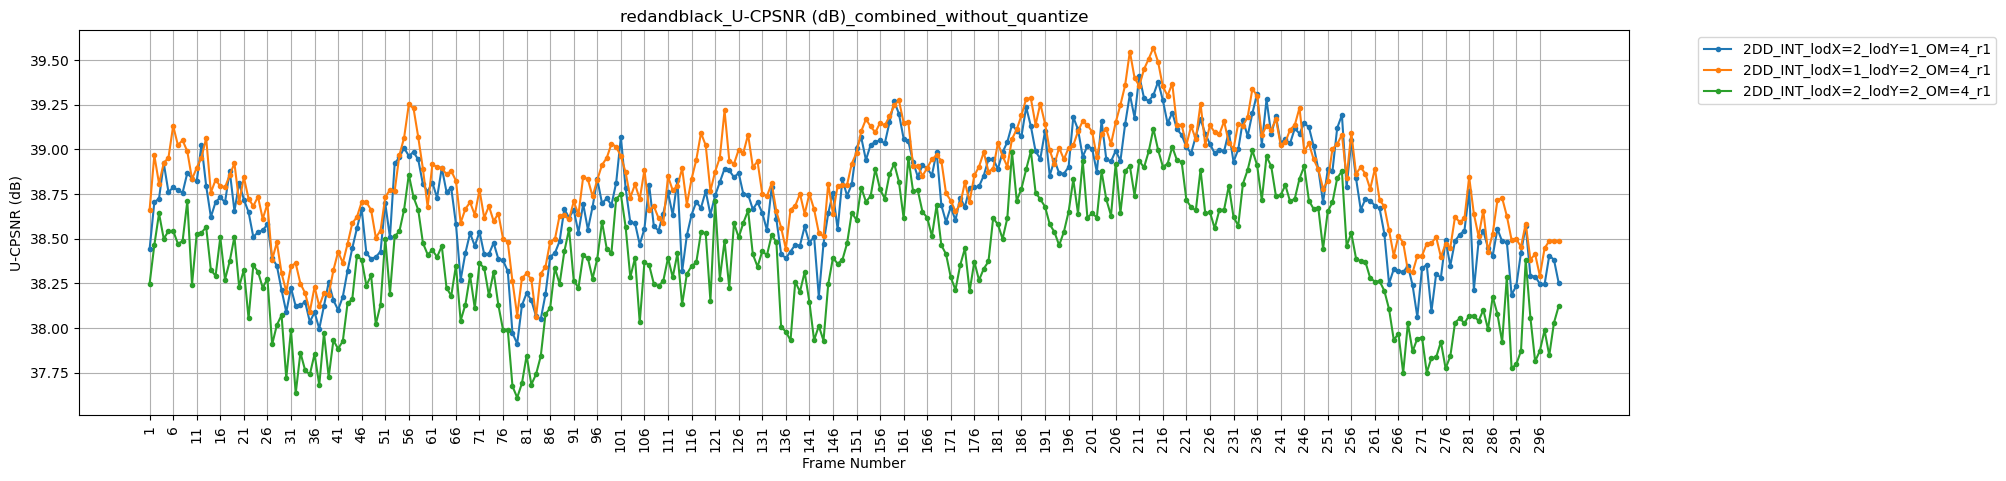 redandblack_U-CPSNR (dB)_combined_without_quantize
U-CPSNR (dB)
39.50
39.25
39.00
38.75
38.50
38.25
38.00
37.75
1 6 11 16 21 26 31 36 41 46 51 56 61 66 71 76 81 86 91 96 101 106 111 116 121 126 131 136 141 146 151 156 161 166 171 176 181 186 191 196 201 206 211 216 221 226 231 236 241 246 251 256 261 266 271 276 281 286 291 296
Frame Number
2DD_INT_lodX=2_lodY=1_OM=4_r1
2DD_INT_lodX=1_lodY=2_OM=4_r1
2DD_INT_lodX=2_lodY=2_OM=4_r1